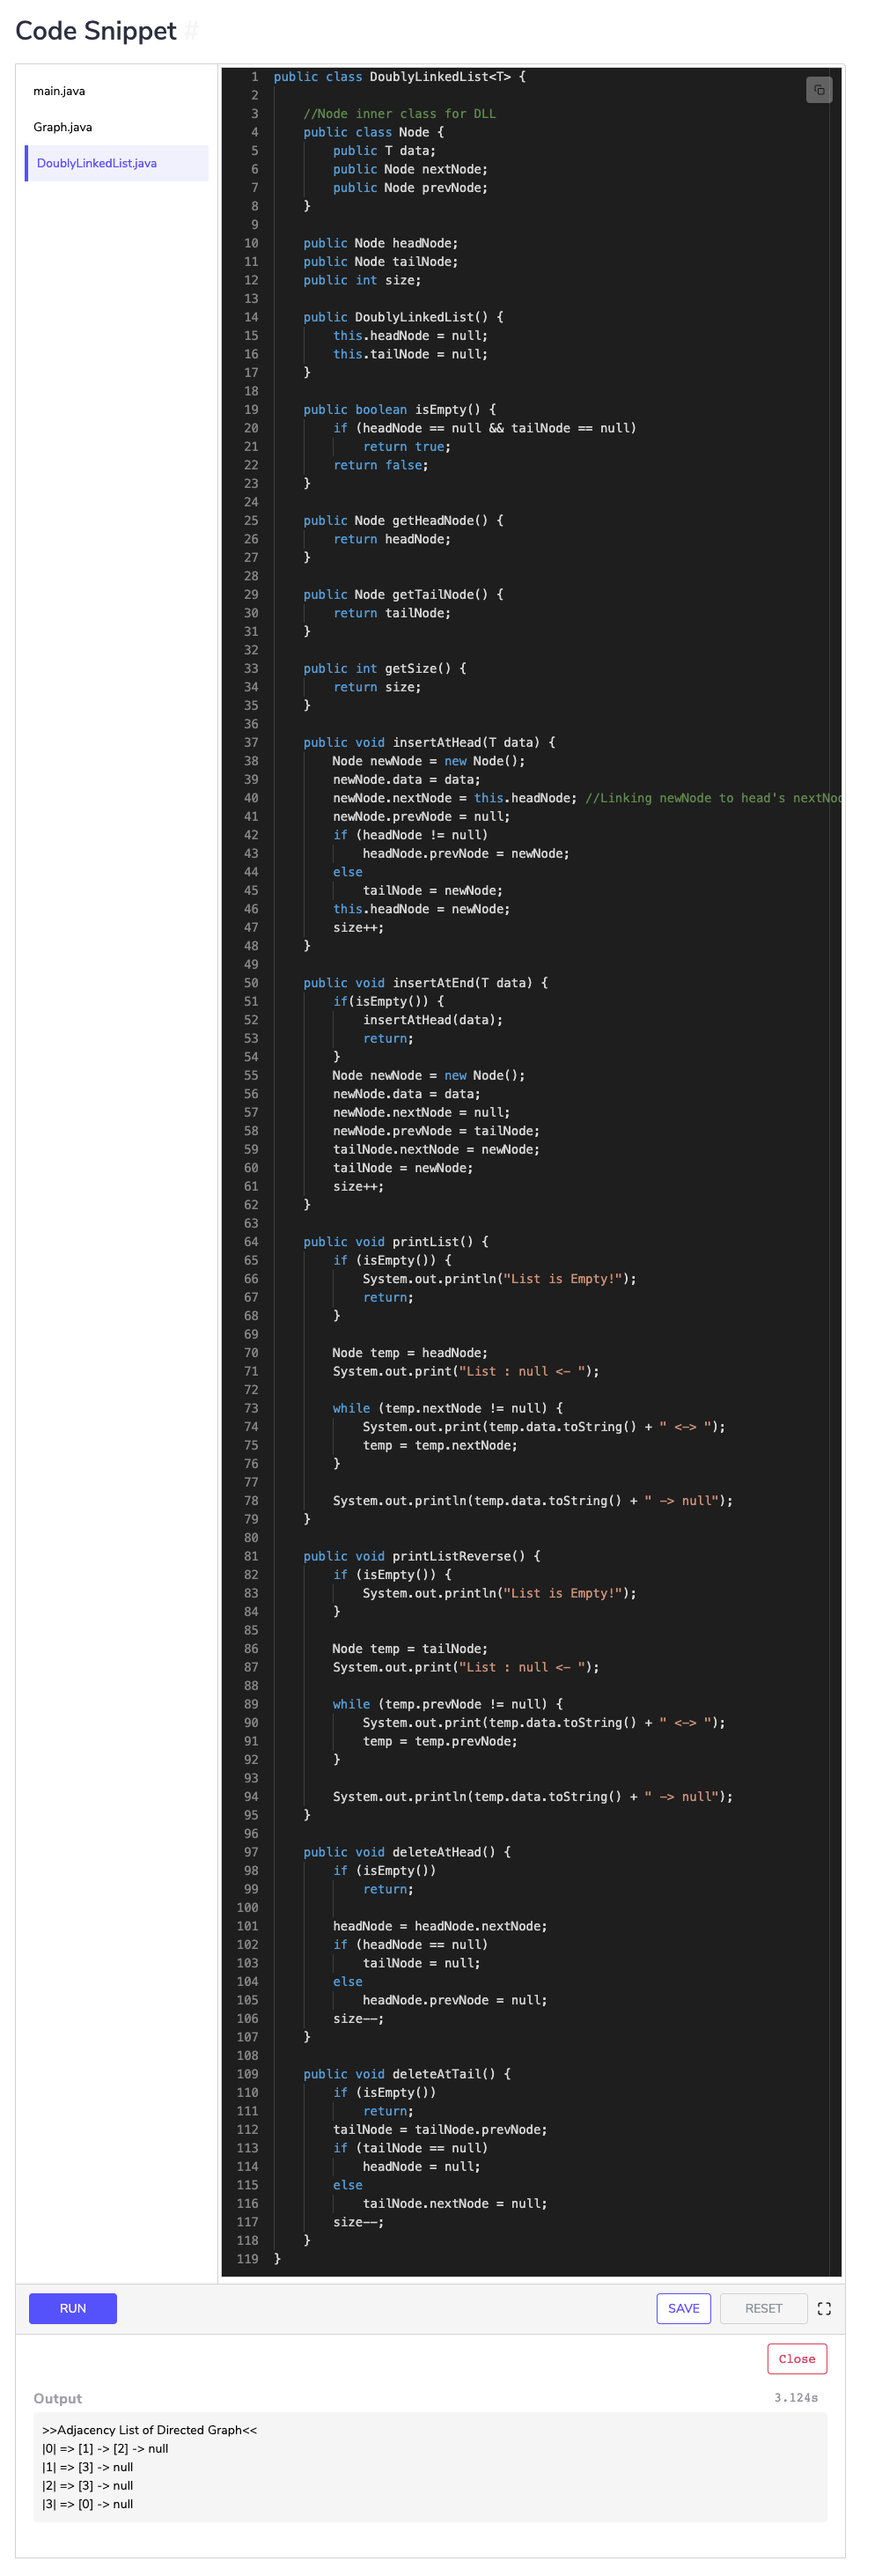 Code Snippet #
main.java
Graph.java
DoublyLinkedList.java
1 public class DoublyLinkedList<T> {
2
3     //Node inner class for DLL
4     public class Node {
5         public T data;
6         public Node nextNode;
7         public Node prevNode;
8     }
9
10     public Node headNode;
11     public Node tailNode;
12     public int size;
13
14     public DoublyLinkedList() {
15         this.headNode = null;
16         this.tailNode = null;
17     }
18
19     public boolean isEmpty() {
20         if (headNode == null && tailNode == null)
21             return true;
22         return false;
23     }
24
25     public Node getHeadNode() {
26         return headNode;
27     }
28
29     public Node getTailNode() {
30         return tailNode;
31     }
32
33     public int getSize() {
34         return size;
35     }
36
37     public void insertAtHead(T data) {
38         Node newNode = new Node();
39         newNode.data = data;
40         newNode.nextNode = this.headNode; //Linking newNode to head's nextNod
41         newNode.prevNode = null;
42         if (headNode != null)
43             headNode.prevNode = newNode;
44         else
45             tailNode = newNode;
46         this.headNode = newNode;
47         size++;
48     }
49
50     public void insertAtEnd(T data) {
51         if(isEmpty()) {
52             insertAtHead(data);
53             return;
54         }
55         Node newNode = new Node();
56         newNode.data = data;
57         newNode.nextNode = null;
58         newNode.prevNode = tailNode;
59         tailNode.nextNode = newNode;
60         tailNode = newNode;
61         size++;
62     }
63
64     public void printList() {
65         if (isEmpty()) {
66             System.out.println("List is Empty!");
67             return;
68         }
69
70         Node temp = headNode;
71         System.out.print("List : null <- ");
72
73         while (temp.nextNode != null) {
74             System.out.print(temp.data.toString() + " <-> ");
75             temp = temp.nextNode;
76         }
77
78         System.out.println(temp.data.toString() + " -> null");
79     }
80
81     public void printListReverse() {
82         if (isEmpty()) {
83             System.out.println("List is Empty!");
84         }
85
86         Node temp = tailNode;
87         System.out.print("List : null <- ");
88
89         while (temp.prevNode != null) {
90             System.out.print(temp.data.toString() + " <-> ");
91             temp = temp.prevNode;
92         }
93
94         System.out.println(temp.data.toString() + " -> null");
95     }
96
97     public void deleteAtHead() {
98         if (isEmpty())
99             return;
100
101         headNode = headNode.nextNode;
102         if (headNode == null)
103             tailNode = null;
104         else
105             headNode.prevNode = null;
106         size--;
107     }
108
109     public void deleteAtTail() {
110         if (isEmpty())
111             return;
112         tailNode = tailNode.prevNode;
113         if (tailNode == null)
114             headNode = null;
115         else
116             tailNode.nextNode = null;
117         size--;
118     }
119 }
RUN SAVE RESET
Close
Output 3.124s
>>Adjacency List of Directed Graph<<
|0| => [1] -> [2] -> null
|1| => [3] -> null
|2| => [3] -> null
|3| => [0] -> null